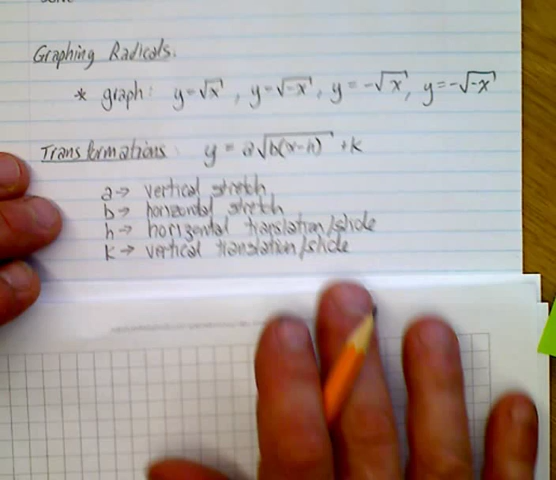 Graphing Radicals.
* graph: y=√x , y=√-x , y=-√x , y=-√-x
Transformations y = a√b(x-h) +k
a→ vertical stretch
b→ horizontal stretch
h→ horizontal translation/slide
k→ vertical translation/slide